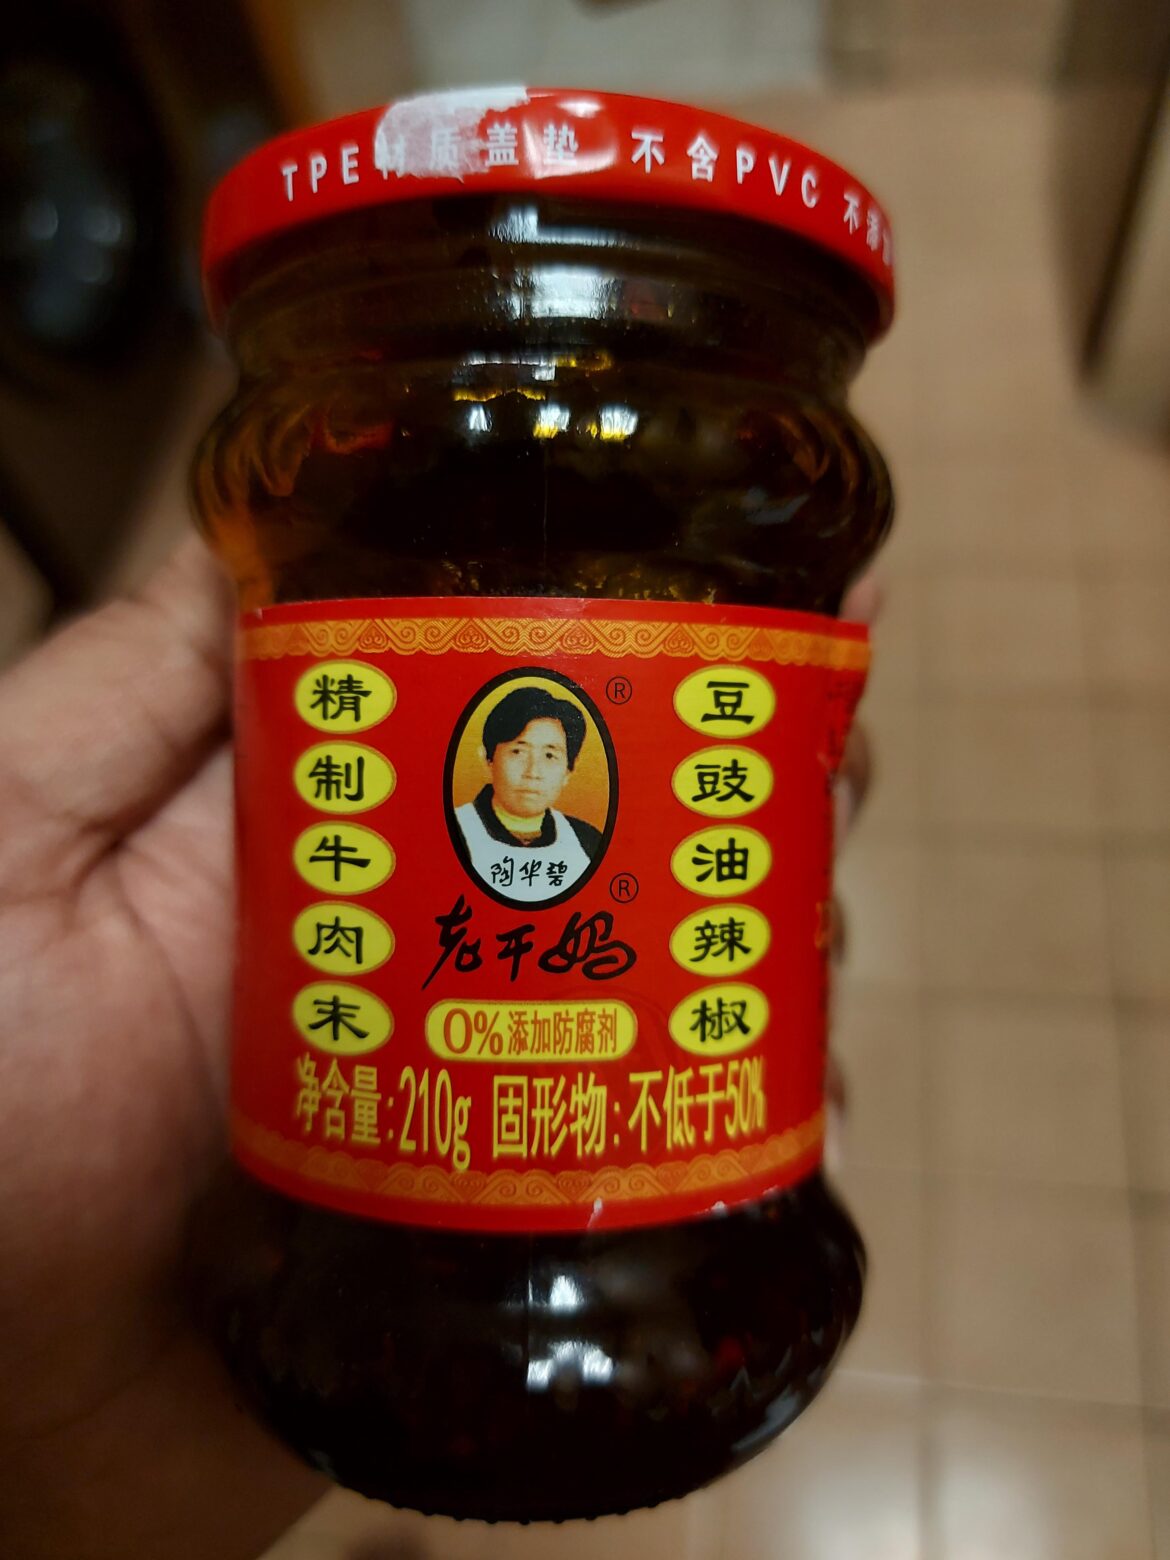 TPE材质盖垫 不含PVC 不添
精制牛肉末
豆豉油辣椒
®
陶华碧
®
老干妈
0%添加防腐剂
净含量:210g 固形物:不低于50%